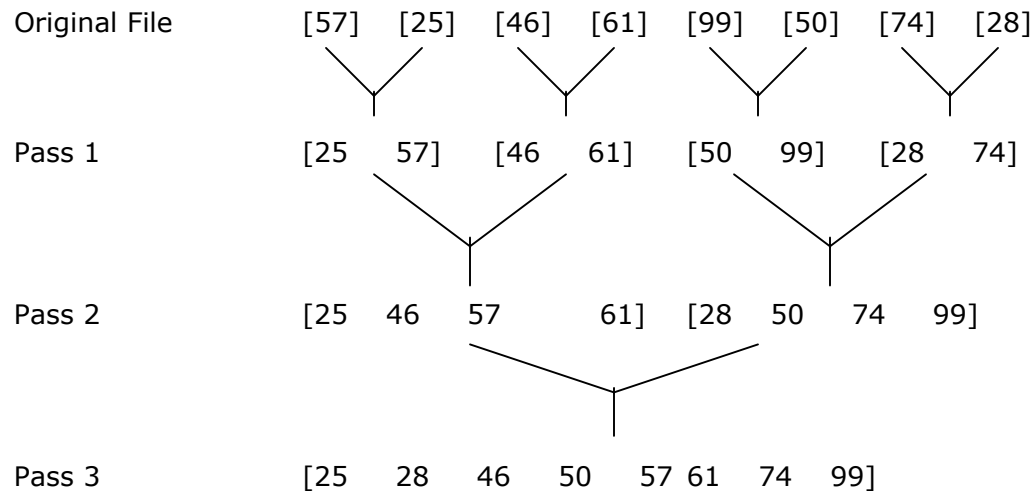 Original File [57] [25] [46] [61] [99] [50] [74] [28]
Pass 1 [25 57] [46 61] [50 99] [28 74]
Pass 2 [25 46 57 61] [28 50 74 99]
Pass 3 [25 28 46 50 57 61 74 99]